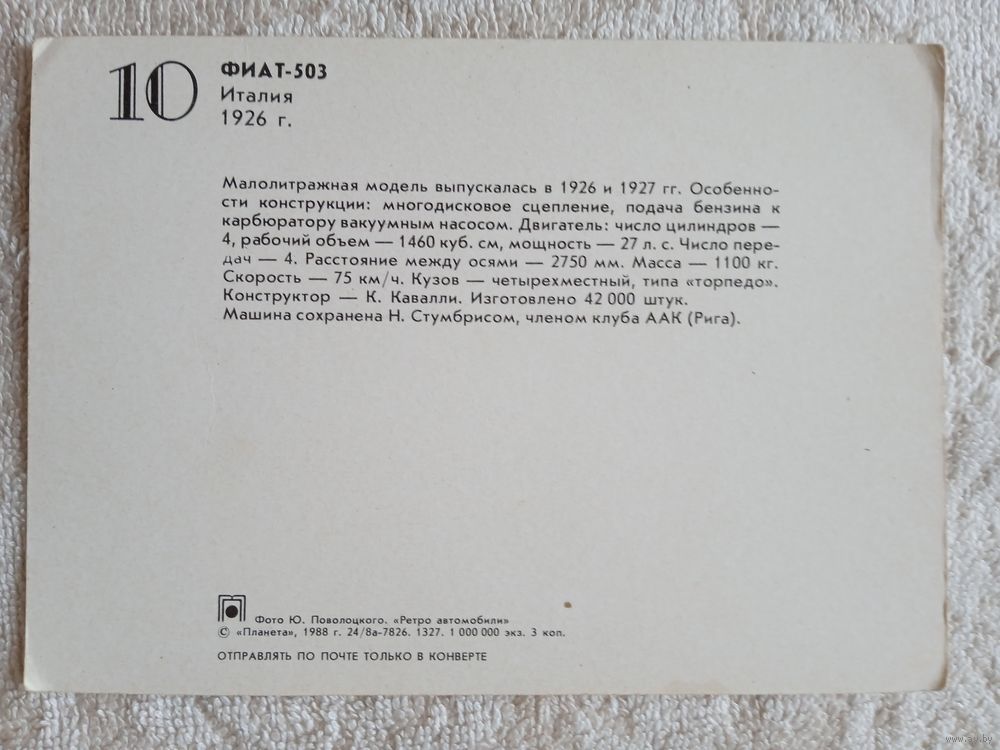 10
ФИАТ-503
Италия
1926 г.
Малолитражная модель выпускалась в 1926 и 1927 гг. Особенно-
сти конструкции: многодисковое сцепление, подача бензина к
карбюратору вакуумным насосом. Двигатель: число цилиндров —
4, рабочий объем — 1460 куб. см, мощность — 27 л. с. Число пере-
дач — 4. Расстояние между осями — 2750 мм. Масса — 1100 кг.
Скорость — 75 км/ч. Кузов — четырехместный, типа «торпедо».
Конструктор — К. Кавалли. Изготовлено 42 000 штук.
Машина сохранена Н. Стумбрисом, членом клуба ААК (Рига).
Фото Ю. Поволоцкого. «Ретро автомобили»
© «Планета», 1988 г. 24/8а-7826. 1327. 1 000 000 экз. 3 коп.
ОТПРАВЛЯТЬ ПО ПОЧТЕ ТОЛЬКО В КОНВЕРТЕ
www.ay.by